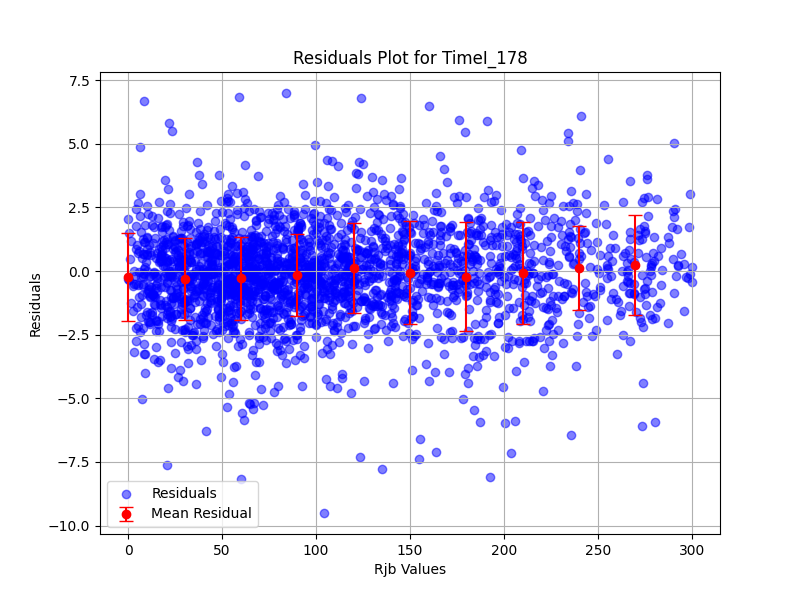 Residuals Plot for TimeI_178
7.5
5.0
2.5
0.0
−2.5
−5.0
−7.5
−10.0
Residuals
Residuals
Mean Residual
0 50 100 150 200 250 300
Rjb Values